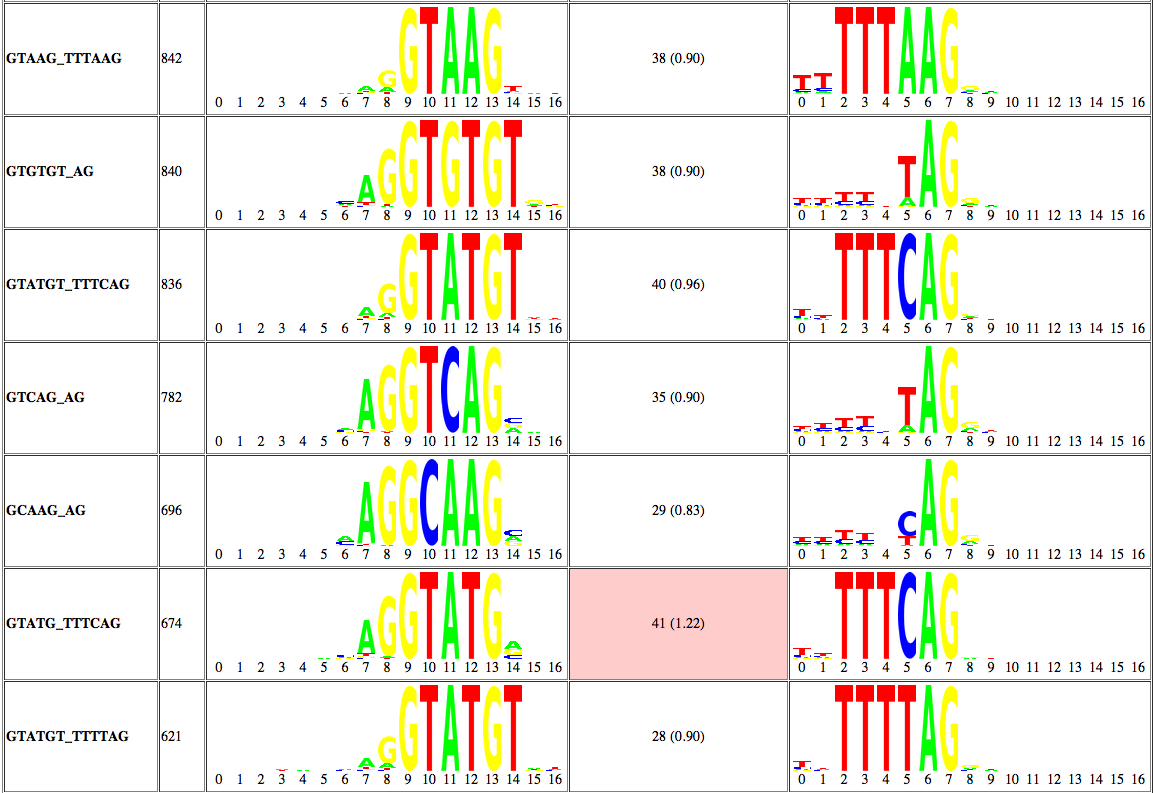 GTAAG_TTTAAG 842 GGTAAG 38 (0.90) TTTAAG
0 1 2 3 4 5 6 7 8 9 10 11 12 13 14 15 16 0 1 2 3 4 5 6 7 8 9 10 11 12 13 14 15 16
GTGTGT_AG 840 AGGTGTGT 38 (0.90) TAG
0 1 2 3 4 5 6 7 8 9 10 11 12 13 14 15 16 0 1 2 3 4 5 6 7 8 9 10 11 12 13 14 15 16
GTATGT_TTTCAG 836 AGGTATGT 40 (0.96) TTTCAG
0 1 2 3 4 5 6 7 8 9 10 11 12 13 14 15 16 0 1 2 3 4 5 6 7 8 9 10 11 12 13 14 15 16
GTCAG_AG 782 AGGTCAG 35 (0.90) TAG
0 1 2 3 4 5 6 7 8 9 10 11 12 13 14 15 16 0 1 2 3 4 5 6 7 8 9 10 11 12 13 14 15 16
GCAAG_AG 696 AGGCAAG 29 (0.83) CAG
0 1 2 3 4 5 6 7 8 9 10 11 12 13 14 15 16 0 1 2 3 4 5 6 7 8 9 10 11 12 13 14 15 16
GTATG_TTTCAG 674 AGGTATG 41 (1.22) TTTCAG
0 1 2 3 4 5 6 7 8 9 10 11 12 13 14 15 16 0 1 2 3 4 5 6 7 8 9 10 11 12 13 14 15 16
GTATGT_TTTTAG 621 AGGTATGT 28 (0.90) TTTTAG
0 1 2 3 4 5 6 7 8 9 10 11 12 13 14 15 16 0 1 2 3 4 5 6 7 8 9 10 11 12 13 14 15 16